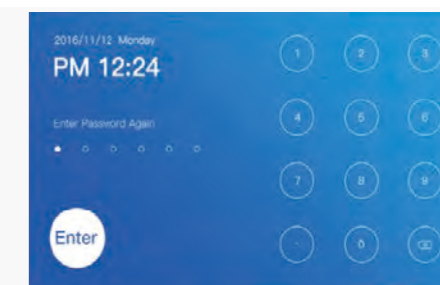 2016/11/12 Monday
PM 12:24
Enter Password Again
Enter
1 2 3
4 5 6
7 8 9
· 0